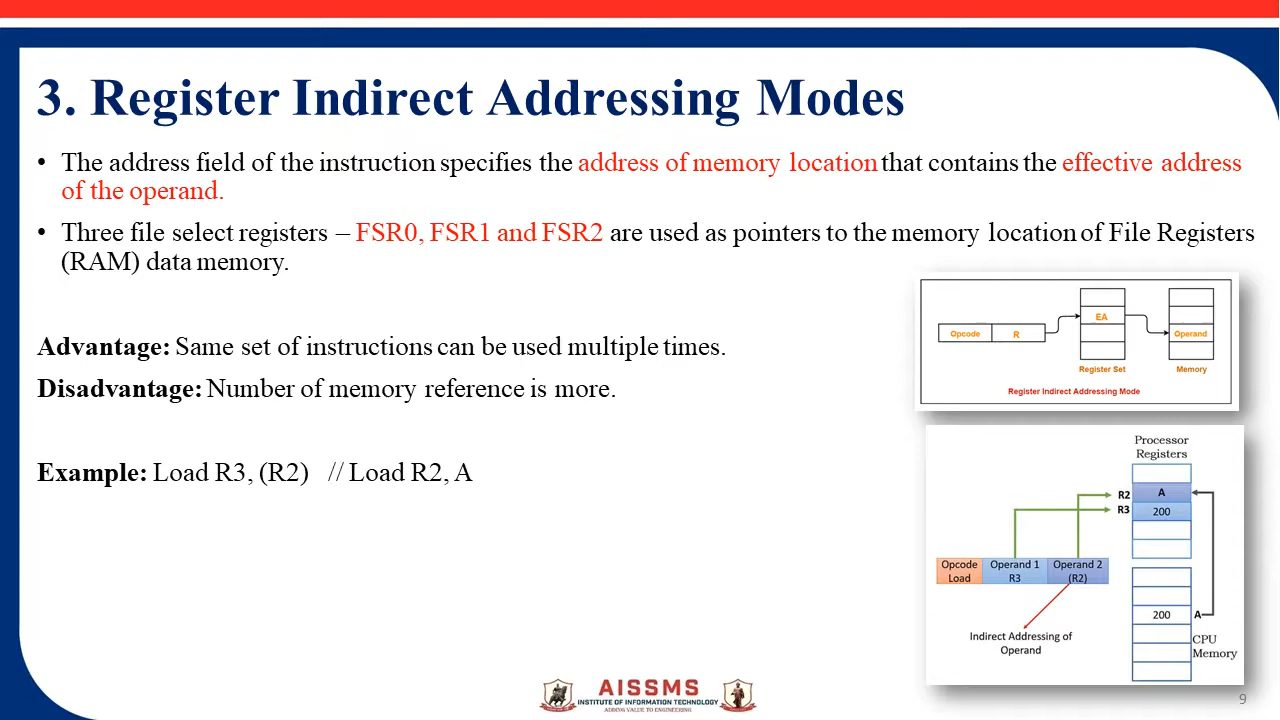 3. Register Indirect Addressing Modes
• The address field of the instruction specifies the address of memory location that contains the effective address
of the operand.
• Three file select registers – FSR0, FSR1 and FSR2 are used as pointers to the memory location of File Registers
(RAM) data memory.
Advantage: Same set of instructions can be used multiple times.
Disadvantage: Number of memory reference is more.
Example: Load R3, (R2) // Load R2, A
EA
Opcode R Operand
Register Set Memory
Register Indirect Addressing Mode
Processor
Registers
R2 A
R3 200
Opcode Operand 1 Operand 2
Load R3 (R2)
200 A
Indirect Addressing of
Operand
CPU
Memory
AISSMS
INSTITUTE OF INFORMATION TECHNOLOGY
ADDING VALUE TO ENGINEERING
9